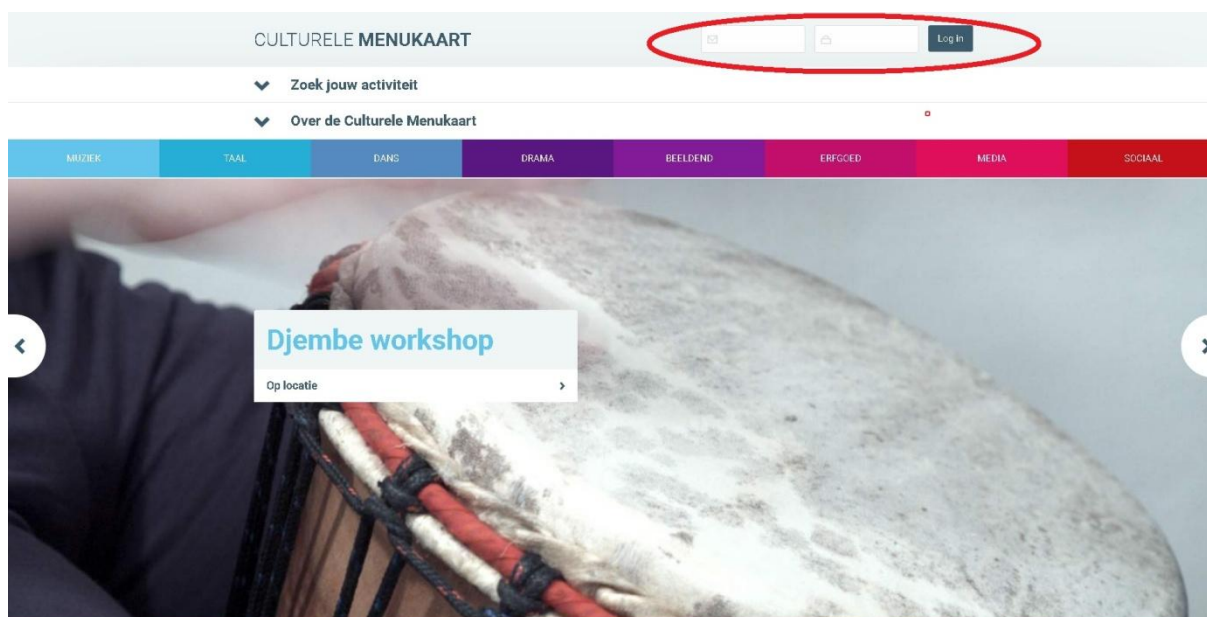 CULTURELE MENUKAART
Log in
Zoek jouw activiteit
Over de Culturele Menukaart
MUZIEK TAAL DANS DRAMA BEELDEND ERFGOED MEDIA SOCIAAL
Djembe workshop
Op locatie